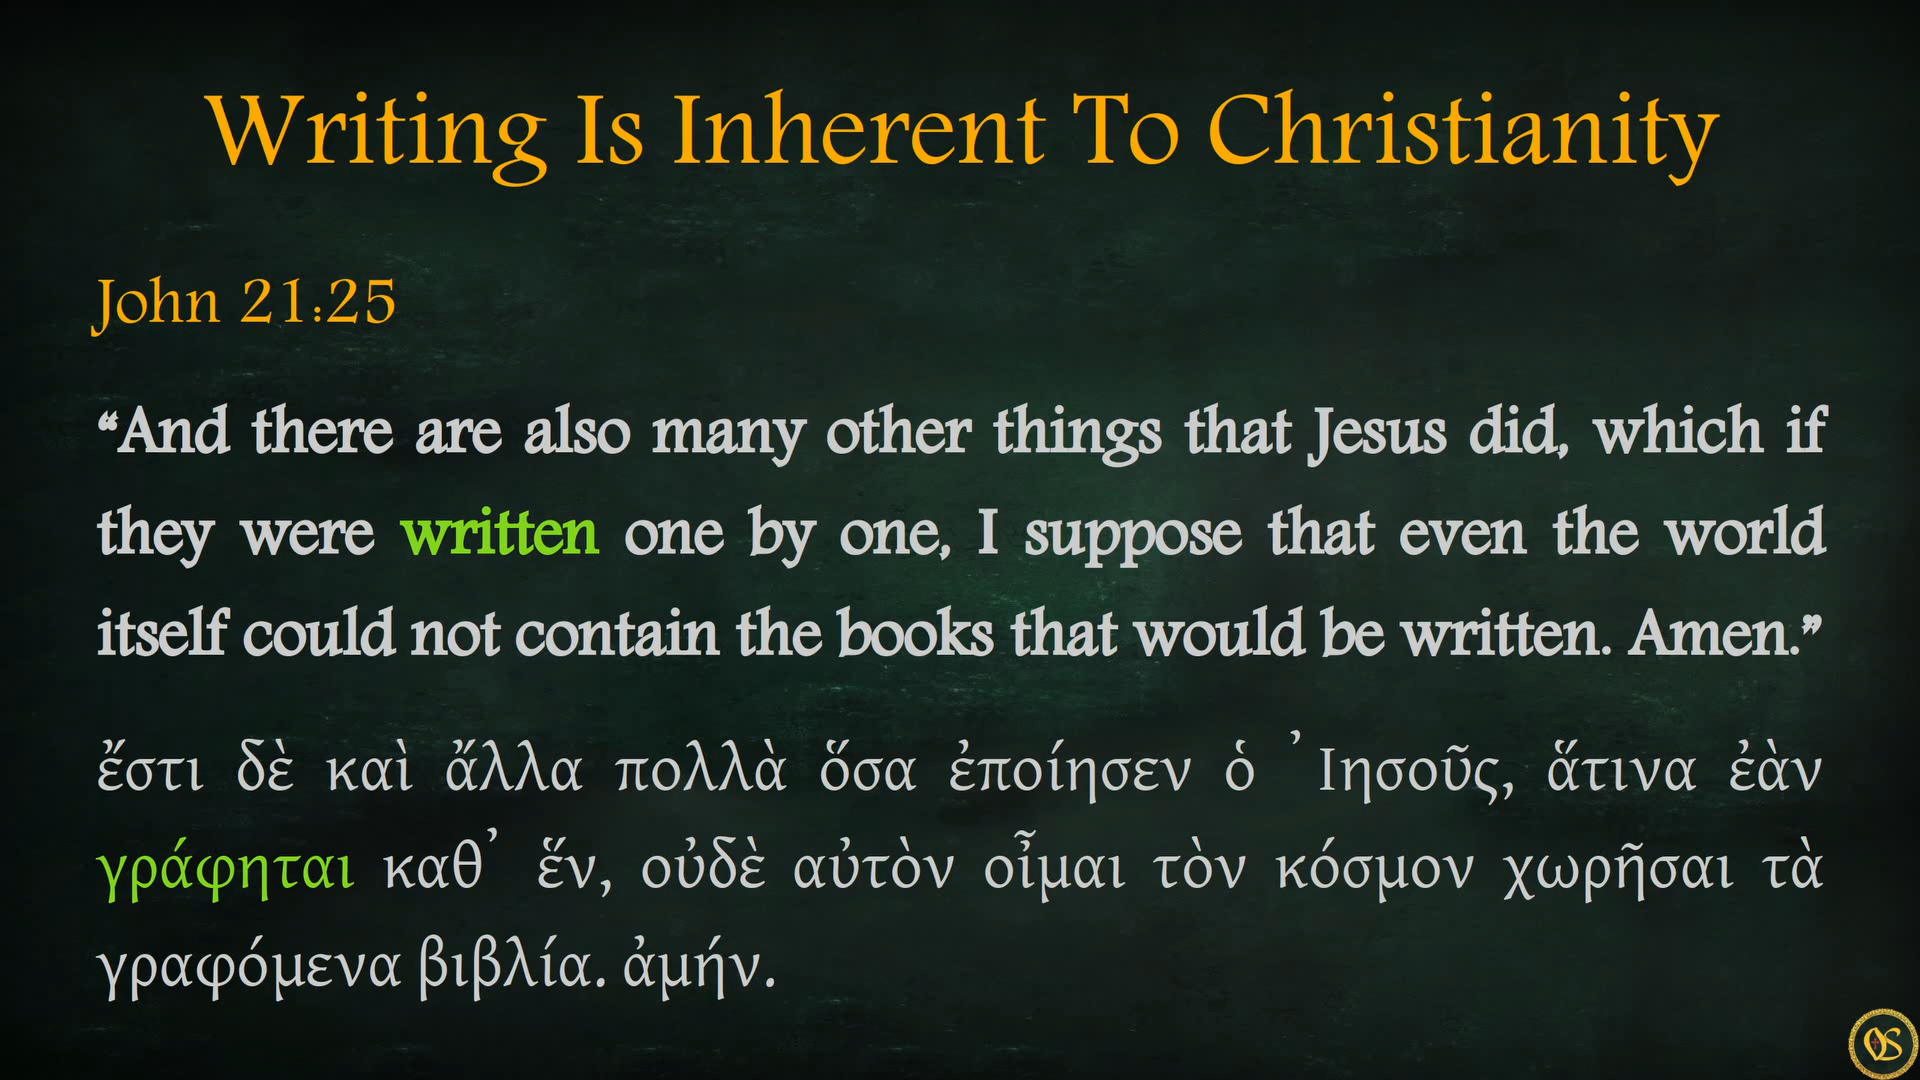 Writing Is Inherent To Christianity
John 21:25
“And there are also many other things that Jesus did, which if
they were written one by one, I suppose that even the world
itself could not contain the books that would be written. Amen.”
ἔστι δὲ καὶ ἄλλα πολλὰ ὅσα ἐποίησεν ὁ ᾿Ιησοῦς, ἅτινα ἐὰν
γράφηται καθ᾿ ἕν, οὐδὲ αὐτὸν οἶμαι τὸν κόσμον χωρῆσαι τὰ
γραφόμενα βιβλία. ἀμήν.
OS